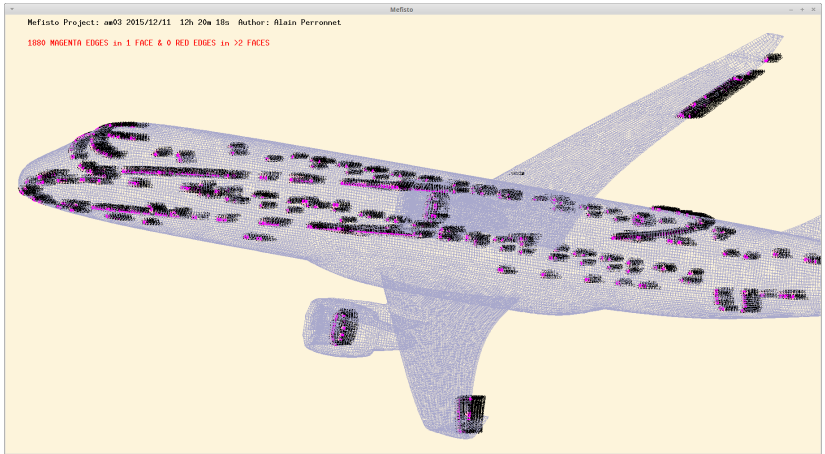 Mefisto
Mefisto Project: am03 2015/12/11 12h 20m 18s Author: Alain Perronnet
1880 MAGENTA EDGES in 1 FACE & 0 RED EDGES in >2 FACES